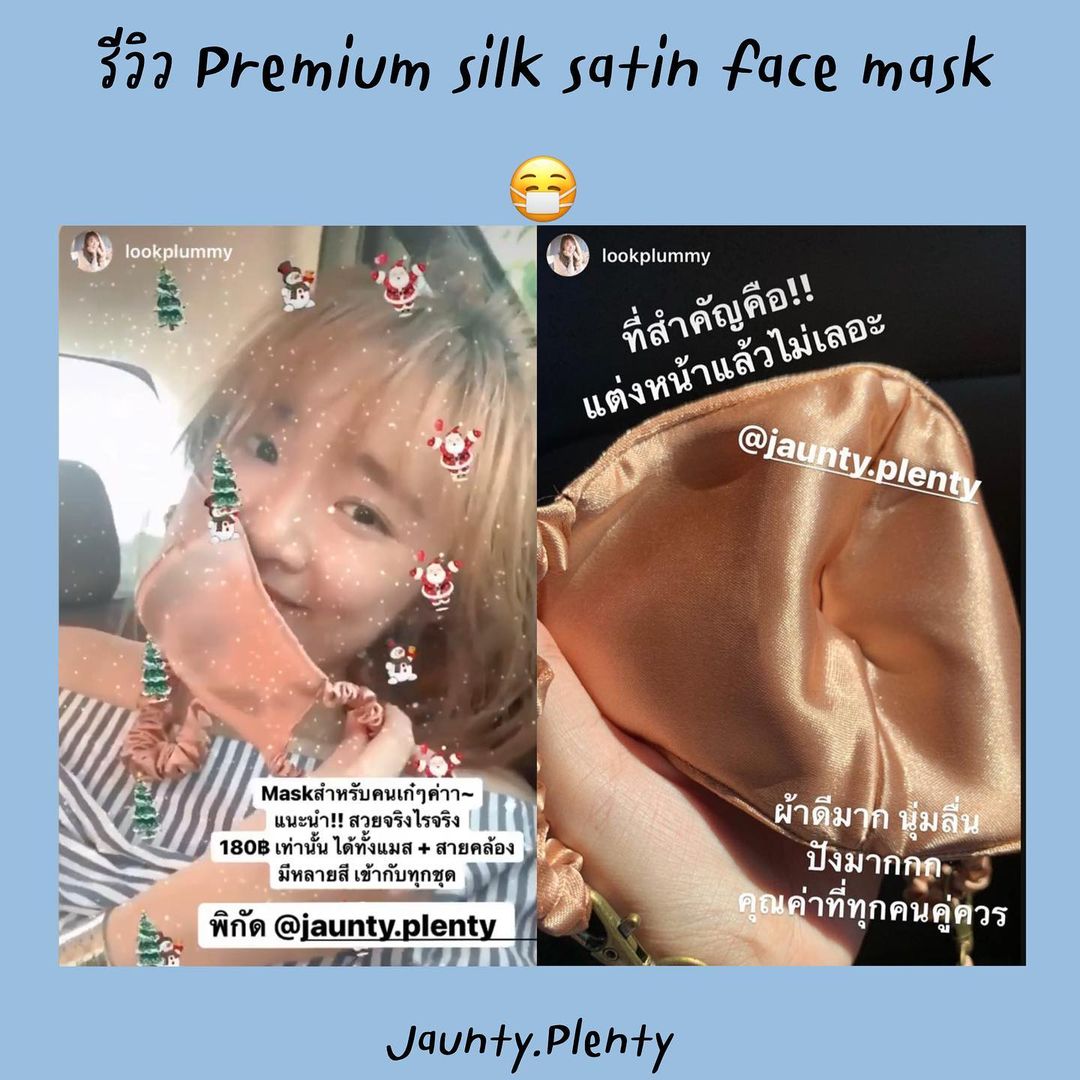 รีวิว Premium silk satin face mask
lookplummy
Maskสำหรับคนเก๋ๆค่าา~
แนะนำ!! สวยจริงไรจริง
180฿ เท่านั้น ได้ทั้งแมส + สายคล้อง
มีหลายสี เข้ากับทุกชุด
พิกัด @jaunty.plenty
lookplummy
ที่สำคัญคือ!!
แต่งหน้าแล้วไม่เลอะ
@jaunty.plenty
ผ้าดีมาก นุ่มลื่น
ปังมากกก
คุณค่าที่ทุกคนคู่ควร
Jaunty.Plenty